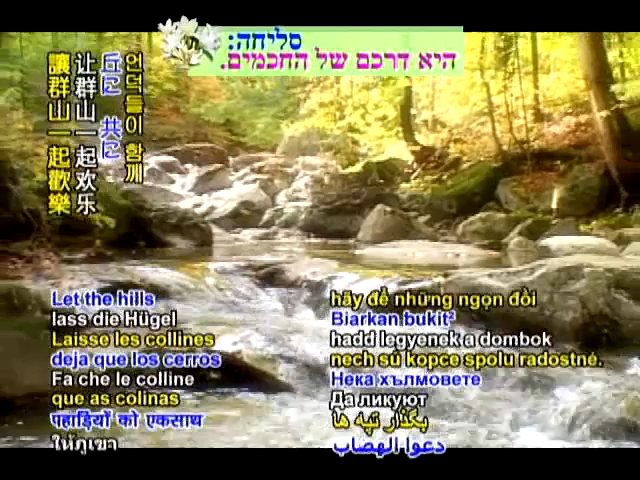 סליחה:
היא דרכם של החכמים.
언덕들이 함께
丘に 共に
让群山一起欢乐
讓群山一起歡樂
Let the hills
lass die Hügel
Laisse les collines
deja que los cerros
Fa che le colline
que as colinas
पहाड़ियों को एकसाथ
ให้ภูเขา
hãy để những ngọn đồi
Biarkan bukit²
hadd legyenek a dombok
nech sú kopce spolu radostné.
Нека хълмовете
Да ликуют
بگذار تپه ها
دعوا الهضاب